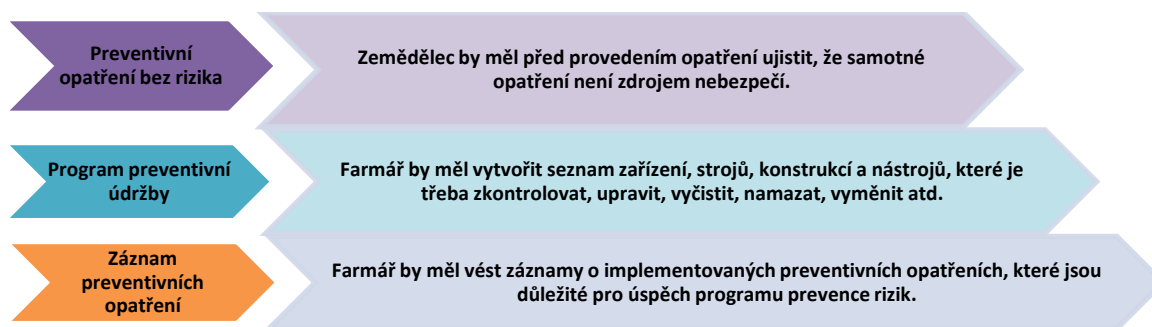 Preventivní
opatření bez rizika
Zemědělec by měl před provedením opatření ujistit, že samotné
opatření není zdrojem nebezpečí.
Program preventivní
údržby
Farmář by měl vytvořit seznam zařízení, strojů, konstrukcí a nástrojů, které je
třeba zkontrolovat, upravit, vyčistit, namazat, vyměnit atd.
Záznam
preventivních
opatření
Farmář by měl vést záznamy o implementovaných preventivních opatřeních, které jsou
důležité pro úspěch programu prevence rizik.